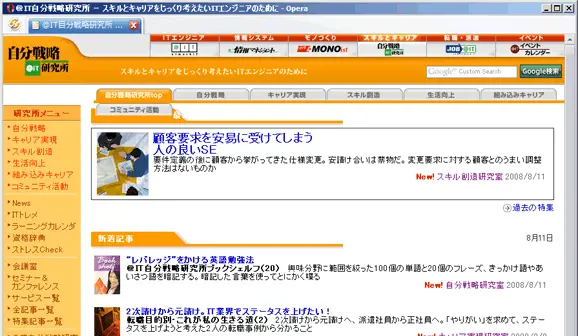 @IT自分戦略研究所 － スキルとキャリアをじっくり考えたいITエンジニアのために - Opera
@IT自分戦略研究所 ...
@IT
情報システム
モノづくり
スキルとキャリア
転職・派遣
イベント
@IT
情報マネジメント
MONOist
自分戦略研究所
JOB@IT
イベントカレンダー
自分戦略
@IT 研究所
スキルとキャリアをじっくり考えたいITエンジニアのために
Google Custom Search
Google検索
自分戦略研究所top
自分戦略
キャリア実現
スキル創造
生活向上
組み込みキャリア
コミュニティ活動
研究所メニュー
自分戦略
キャリア実現
スキル創造
生活向上
組み込みキャリア
コミュニティ活動
News
ITトレメ
ラーニングカレンダ
資格辞典
ストレスCheck
会議室
セミナー＆
カンファレンス
サービス一覧
全記事一覧
特集記事一覧
顧客要求を安易に受けてしまう
人の良いSE
要件定義の後に顧客から挙がってきた仕様変更。安請け合いは禁物だ。変更要求に対する顧客とのうまい調整
方法はないものか
New! スキル創造研究室 2008/8/11
過去の特集
新着記事
8月11日
“レバレッジ”をかける英語勉強法
@IT自分戦略研究所ブックシェルフ(20) 興味分野に範囲を絞った100個の単語と20個のフレーズ、きっかけ語やあ
いさつ語を暗記する。暗記した言葉を使ってとにかく喋る
New! 自分戦略研究室 2008/8/11
2次請けから元請け。IT業界でステータスを上げたい！
転職目的別-これが私の生きる道(2) 2次請けから元請けへ、派遣社員から正社員へ。「やりがい」を求めて、ステー
タスを上げようと考えた2人の転職事例から分かること